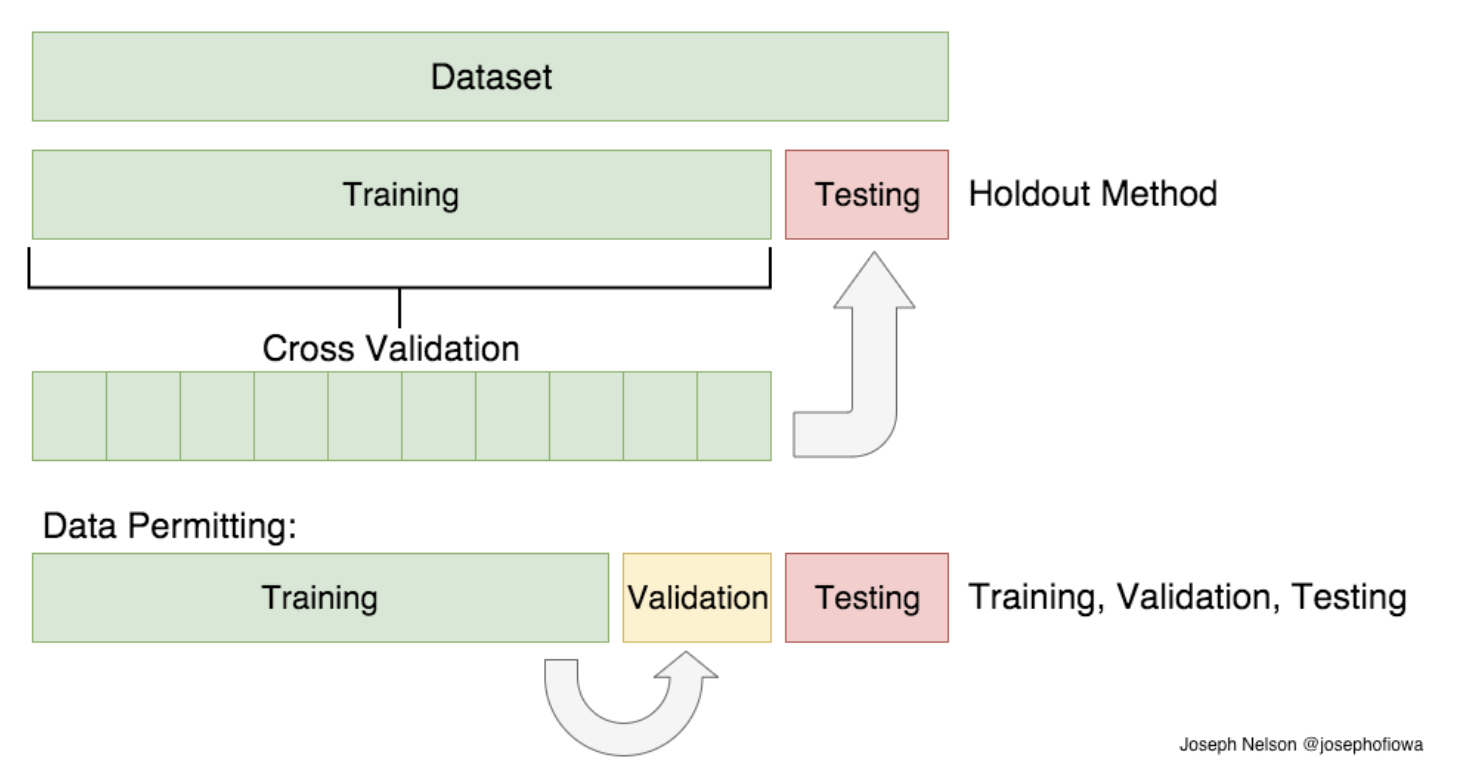 Dataset
Training
Testing
Holdout Method
Cross Validation
Data Permitting:
Training
Validation
Testing
Training, Validation, Testing
Joseph Nelson @josephofiowa